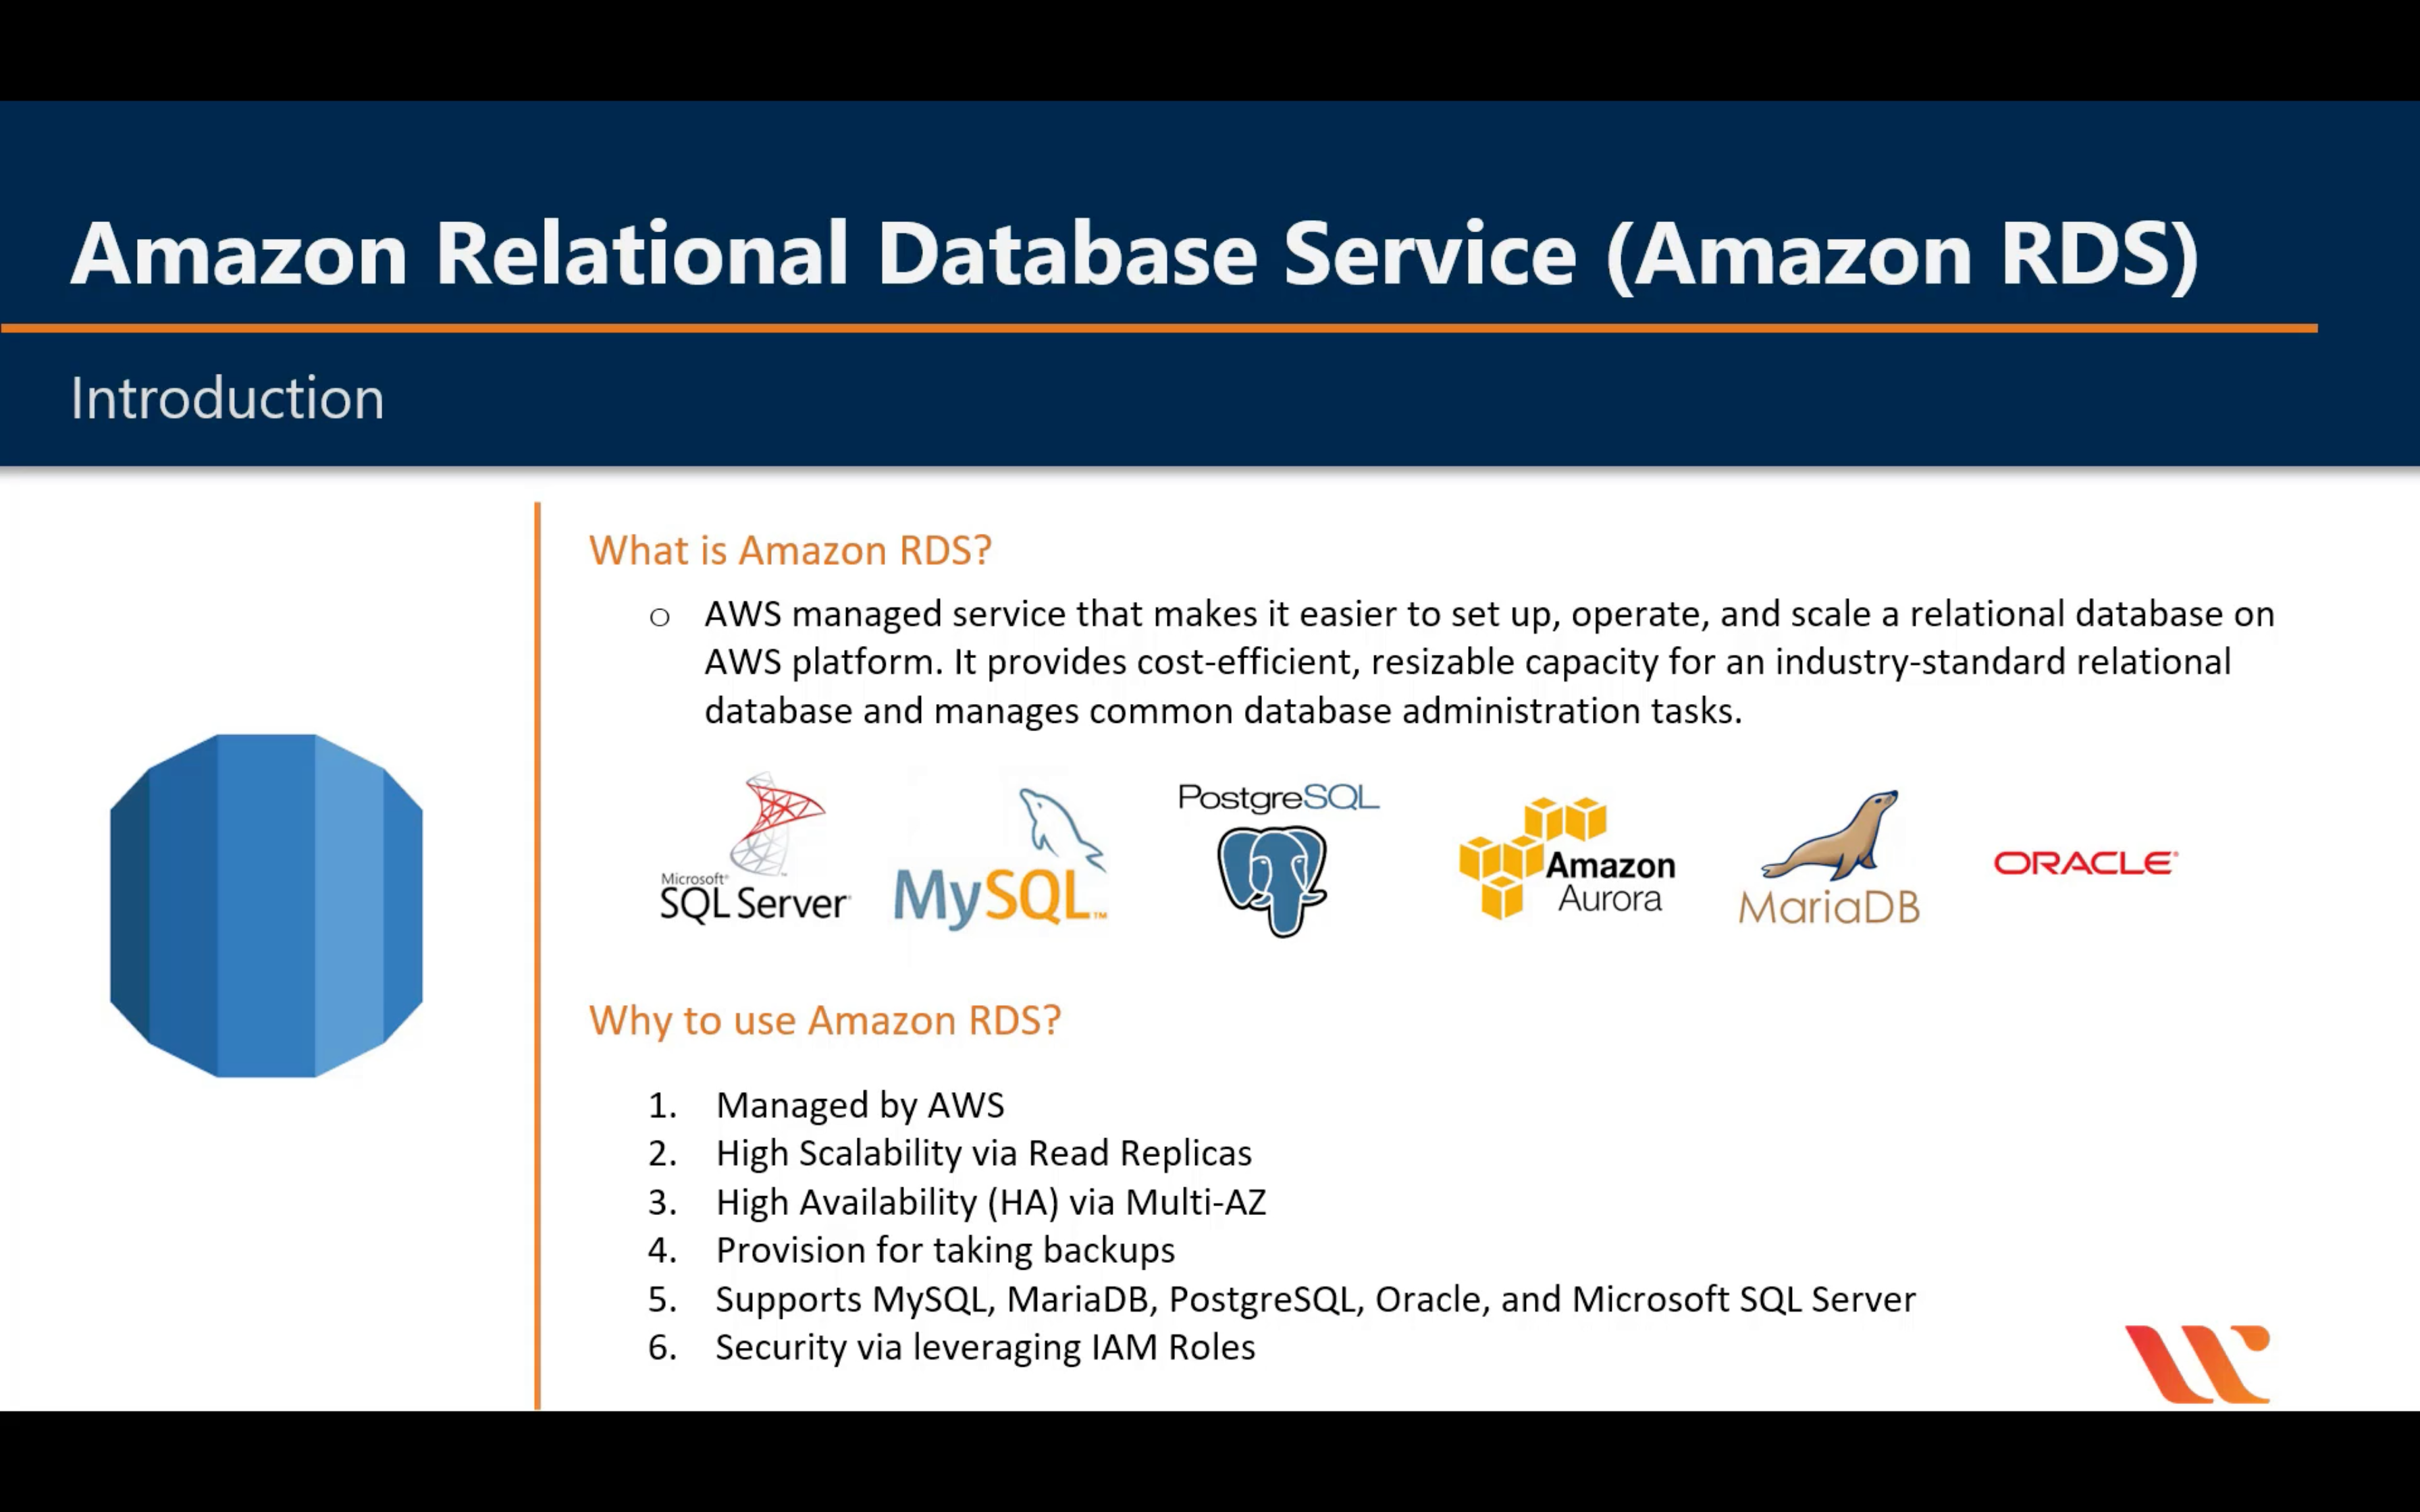 Amazon Relational Database Service (Amazon RDS)
Introduction
What is Amazon RDS?
o AWS managed service that makes it easier to set up, operate, and scale a relational database on
AWS platform. It provides cost-efficient, resizable capacity for an industry-standard relational
database and manages common database administration tasks.
Microsoft®
SQL Server
MySQL™
PostgreSQL
Amazon
Aurora
MariaDB
ORACLE®
Why to use Amazon RDS?
1. Managed by AWS
2. High Scalability via Read Replicas
3. High Availability (HA) via Multi-AZ
4. Provision for taking backups
5. Supports MySQL, MariaDB, PostgreSQL, Oracle, and Microsoft SQL Server
6. Security via leveraging IAM Roles